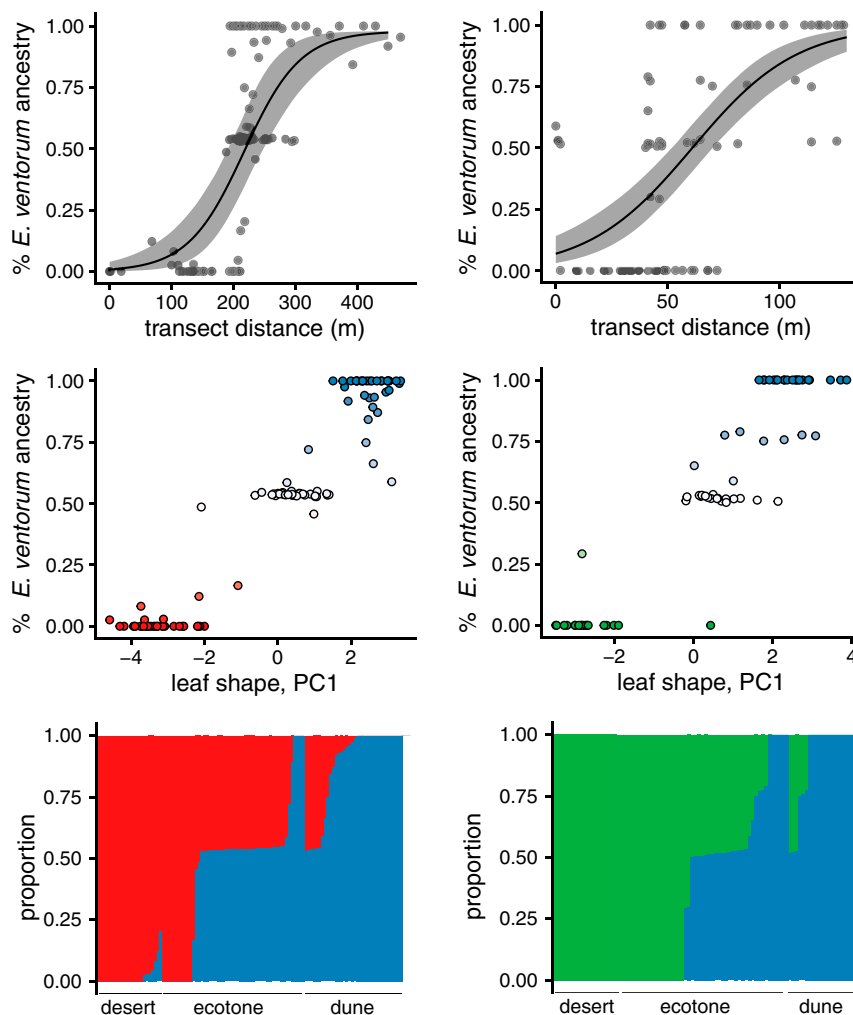 % E. ventorum ancestry
1.00
0.75
0.50
0.25
0.00
0 100 200 300 400
transect distance (m)
% E. ventorum ancestry
1.00
0.75
0.50
0.25
0.00
0 50 100
transect distance (m)
% E. ventorum ancestry
1.00
0.75
0.50
0.25
0.00
−4 −2 0 2
leaf shape, PC1
% E. ventorum ancestry
1.00
0.75
0.50
0.25
0.00
−2 0 2 4
leaf shape, PC1
proportion
1.00
0.75
0.50
0.25
0.00
desert ecotone dune
proportion
1.00
0.75
0.50
0.25
0.00
desert ecotone dune